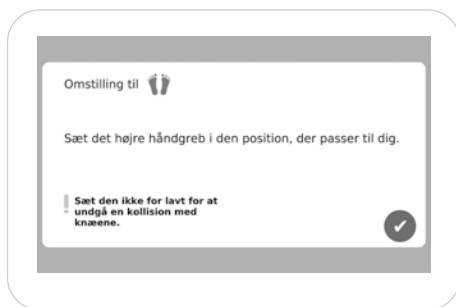 Omstilling til
Sæt det højre håndgreb i den position, der passer til dig.
Sæt den ikke for lavt for at
undgå en kollision med
knæene.